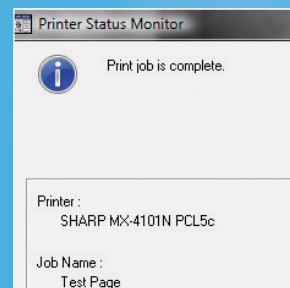 Printer Status Monitor
Print job is complete.
Printer :
SHARP MX-4101N PCL5c
Job Name :
Test Page